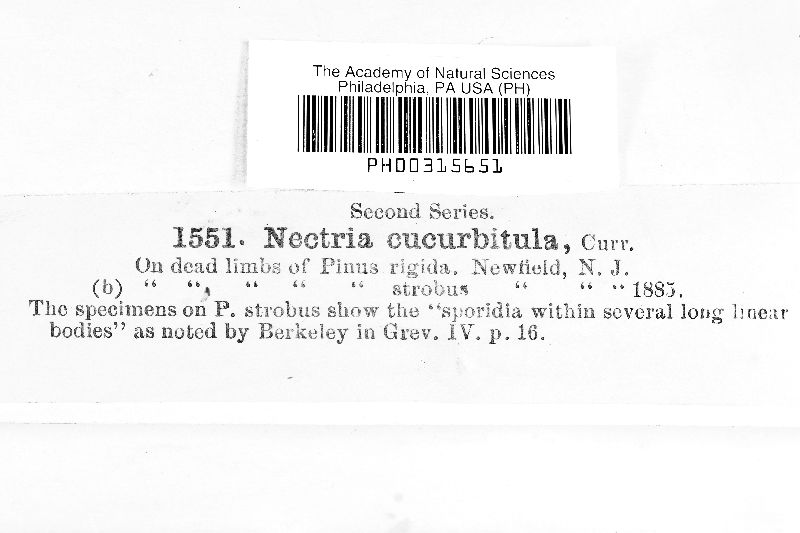 The Academy of Natural Sciences
Philadelphia, PA USA (PH)
PH00315651
Second Series.
1551. Nectria cucurbitula, Curr.
On dead limbs of Pinus rigida. Newfield, N. J.
(b) “ “, “ “ “ strobus “ “ “ 1885.
The specimens on P. strobus show the “sporidia within several long linear
bodies” as noted by Berkeley in Grev. IV. p. 16.